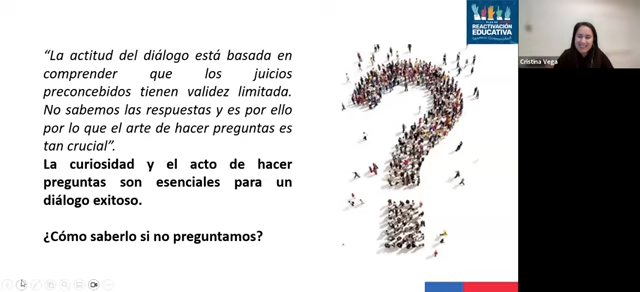 “La actitud del diálogo está basada en
comprender que los juicios
preconcebidos tienen validez limitada.
No sabemos las respuestas y es por ello
por lo que el arte de hacer preguntas es
tan crucial”.
La curiosidad y el acto de hacer
preguntas son esenciales para un
diálogo exitoso.
¿Cómo saberlo si no preguntamos?
REACTIVACIÓN
EDUCATIVA
Cristina Vega